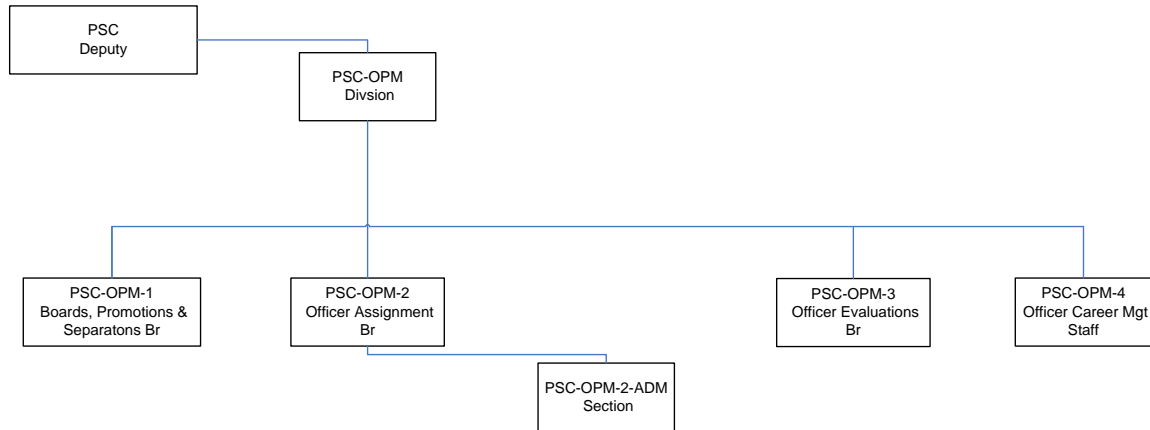 PSC
Deputy
PSC-OPM
Divsion
PSC-OPM-1
Boards, Promotions &
Separatons Br
PSC-OPM-2
Officer Assignment
Br
PSC-OPM-3
Officer Evaluations
Br
PSC-OPM-4
Officer Career Mgt
Staff
PSC-OPM-2-ADM
Section